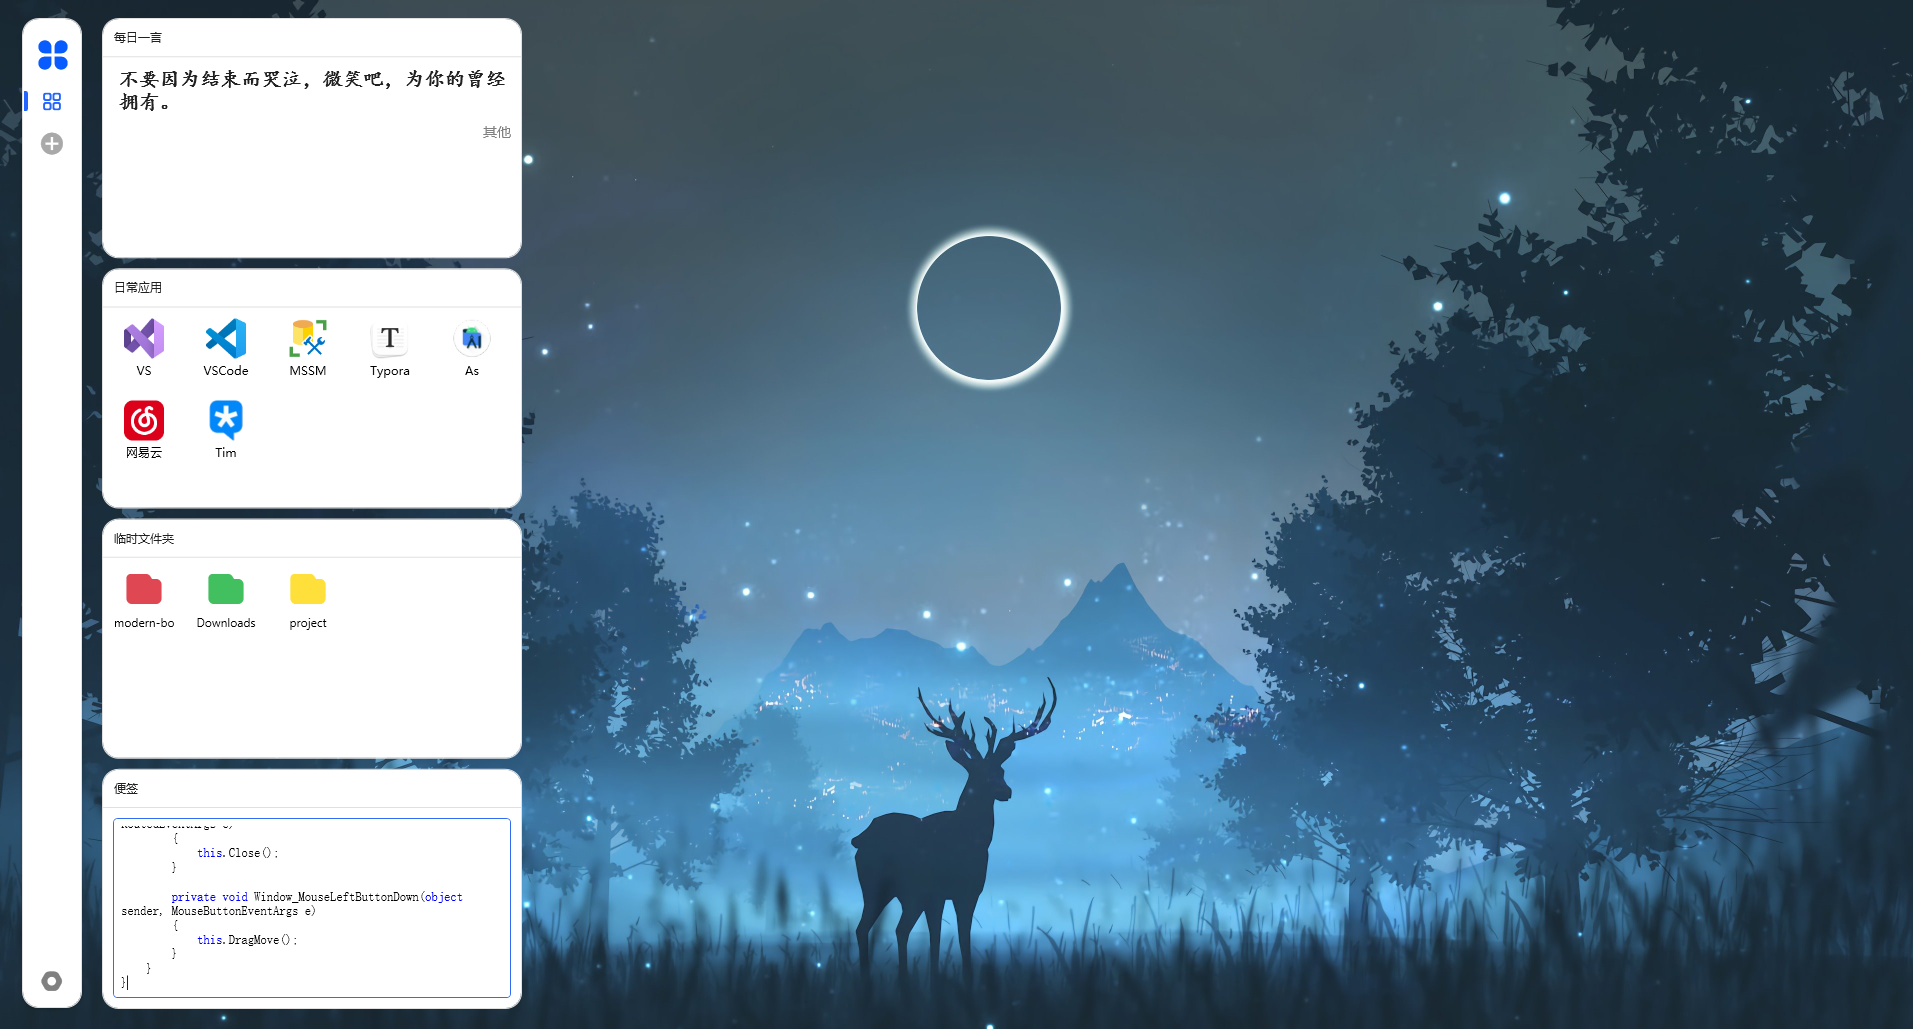 每日一言
不要因为结束而哭泣，微笑吧，为你的曾经
拥有。
其他
日常应用
VS
VSCode
MSSM
Typora
As
网易云
Tim
临时文件夹
modern-bo
Downloads
project
便签
RoutedEventArgs e)
{
this.Close();
}
private void Window_MouseLeftButtonDown(object
sender, MouseButtonEventArgs e)
{
this.DragMove();
}
}
}